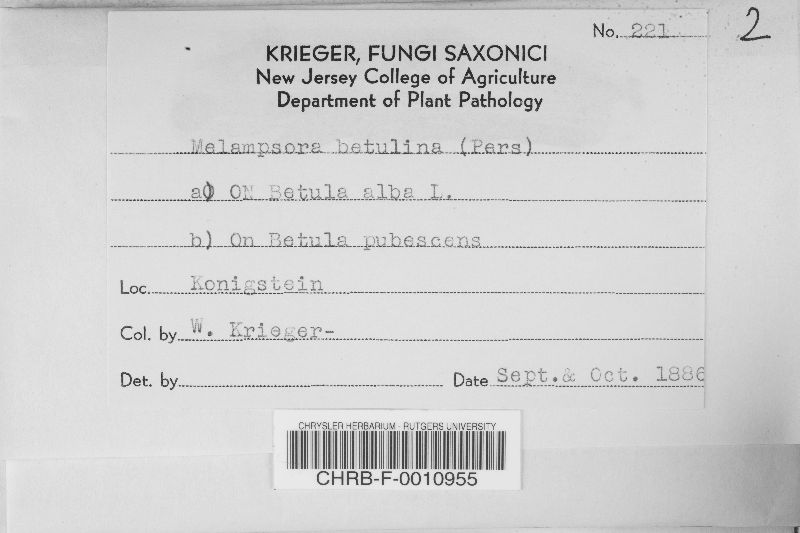 No. 221
2
KRIEGER, FUNGI SAXONICI
New Jersey College of Agriculture
Department of Plant Pathology
Melampsora betulina (Pers)
a) ON Betula alba L.
b) On Betula pubescens
Loc. Konigstein
Col. by W. Krieger-
Det. by
Date Sept.& Oct. 1886
CHRYSLER HERBARIUM - RUTGERS UNIVERSITY
CHRB-F-0010955